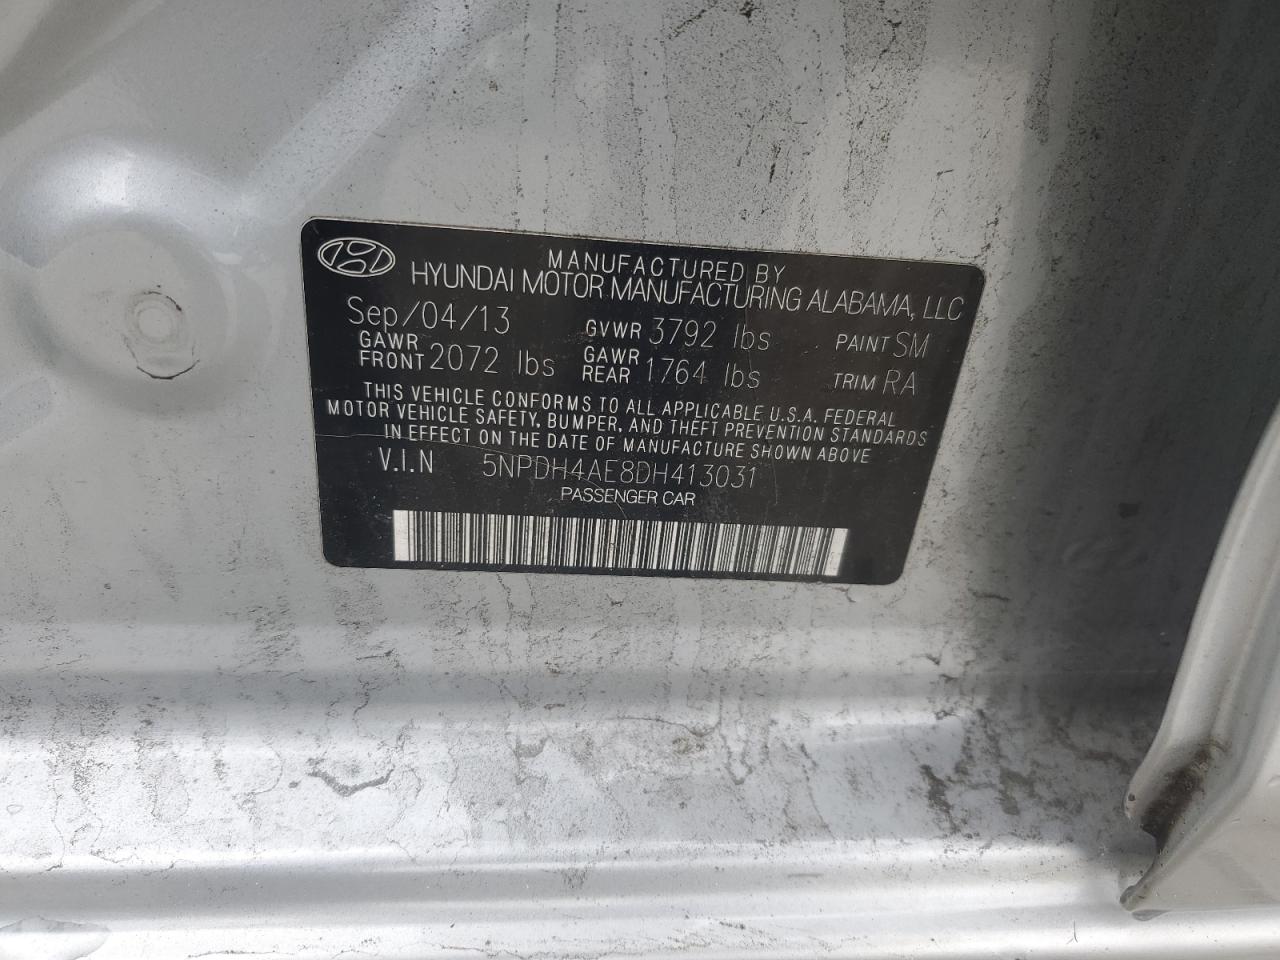 MANUFACTURED BY
HYUNDAI MOTOR MANUFACTURING ALABAMA, LLC
Sep/04/13 GVWR 3792 lbs PAINT SM
GAWR FRONT 2072 lbs GAWR REAR 1764 lbs TRIM RA
THIS VEHICLE CONFORMS TO ALL APPLICABLE U.S.A. FEDERAL
MOTOR VEHICLE SAFETY, BUMPER, AND THEFT PREVENTION STANDARDS
IN EFFECT ON THE DATE OF MANUFACTURE SHOWN ABOVE
V.I.N 5NPDH4AE8DH413031
PASSENGER CAR